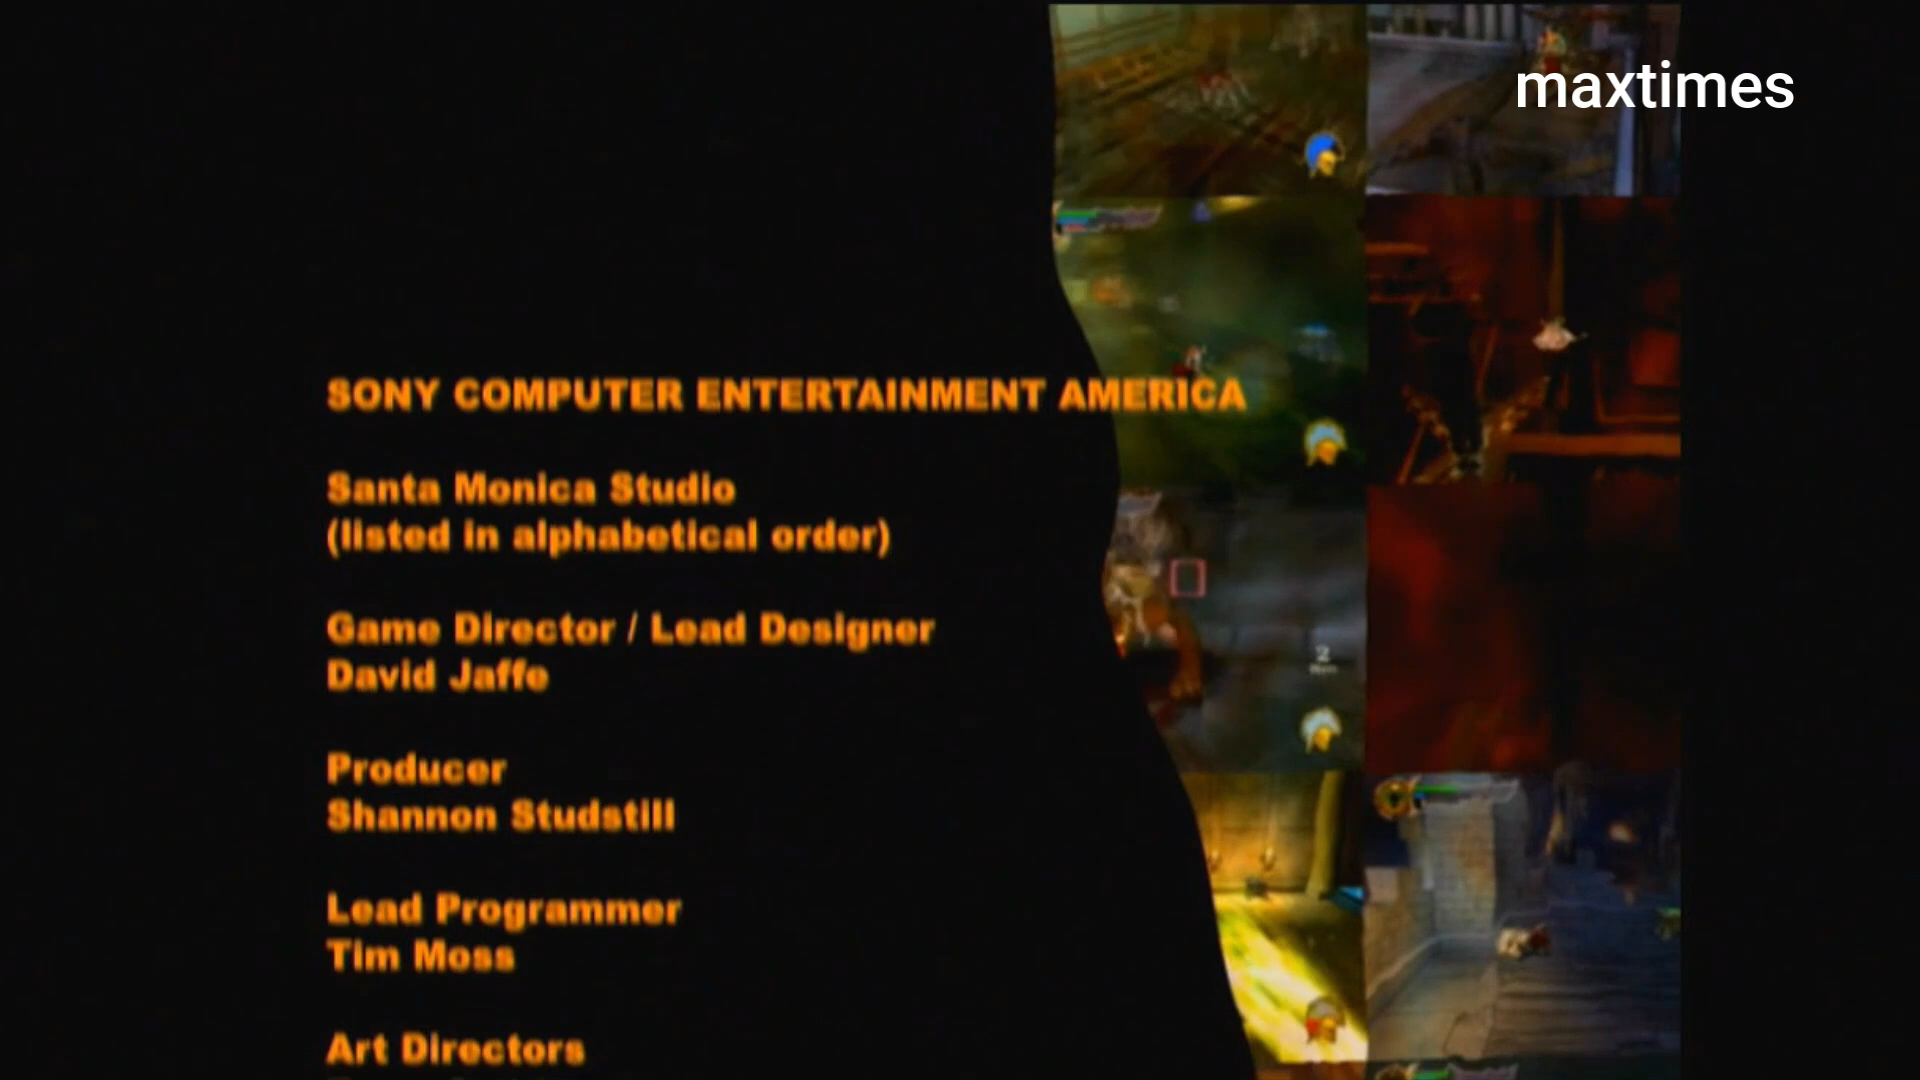 maxtimes
SONY COMPUTER ENTERTAINMENT AMERICA
Santa Monica Studio
(listed in alphabetical order)
Game Director / Lead Designer
David Jaffe
Producer
Shannon Studstill
Lead Programmer
Tim Moss
Art Directors
2